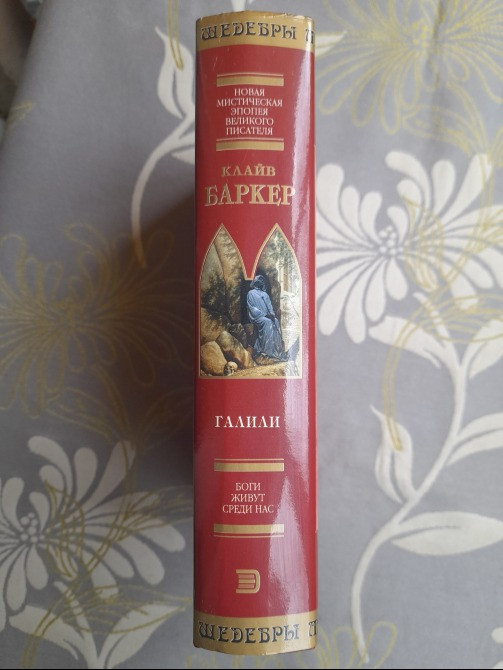 ШЕДЕВРЫ
НОВАЯ
МИСТИЧЕСКАЯ
ЭПОПЕЯ
ВЕЛИКОГО
ПИСАТЕЛЯ
КЛАЙВ
БАРКЕР
ГАЛИЛИ
БОГИ
ЖИВУТ
СРЕДИ НАС
Э
ШЕДЕВРЫ